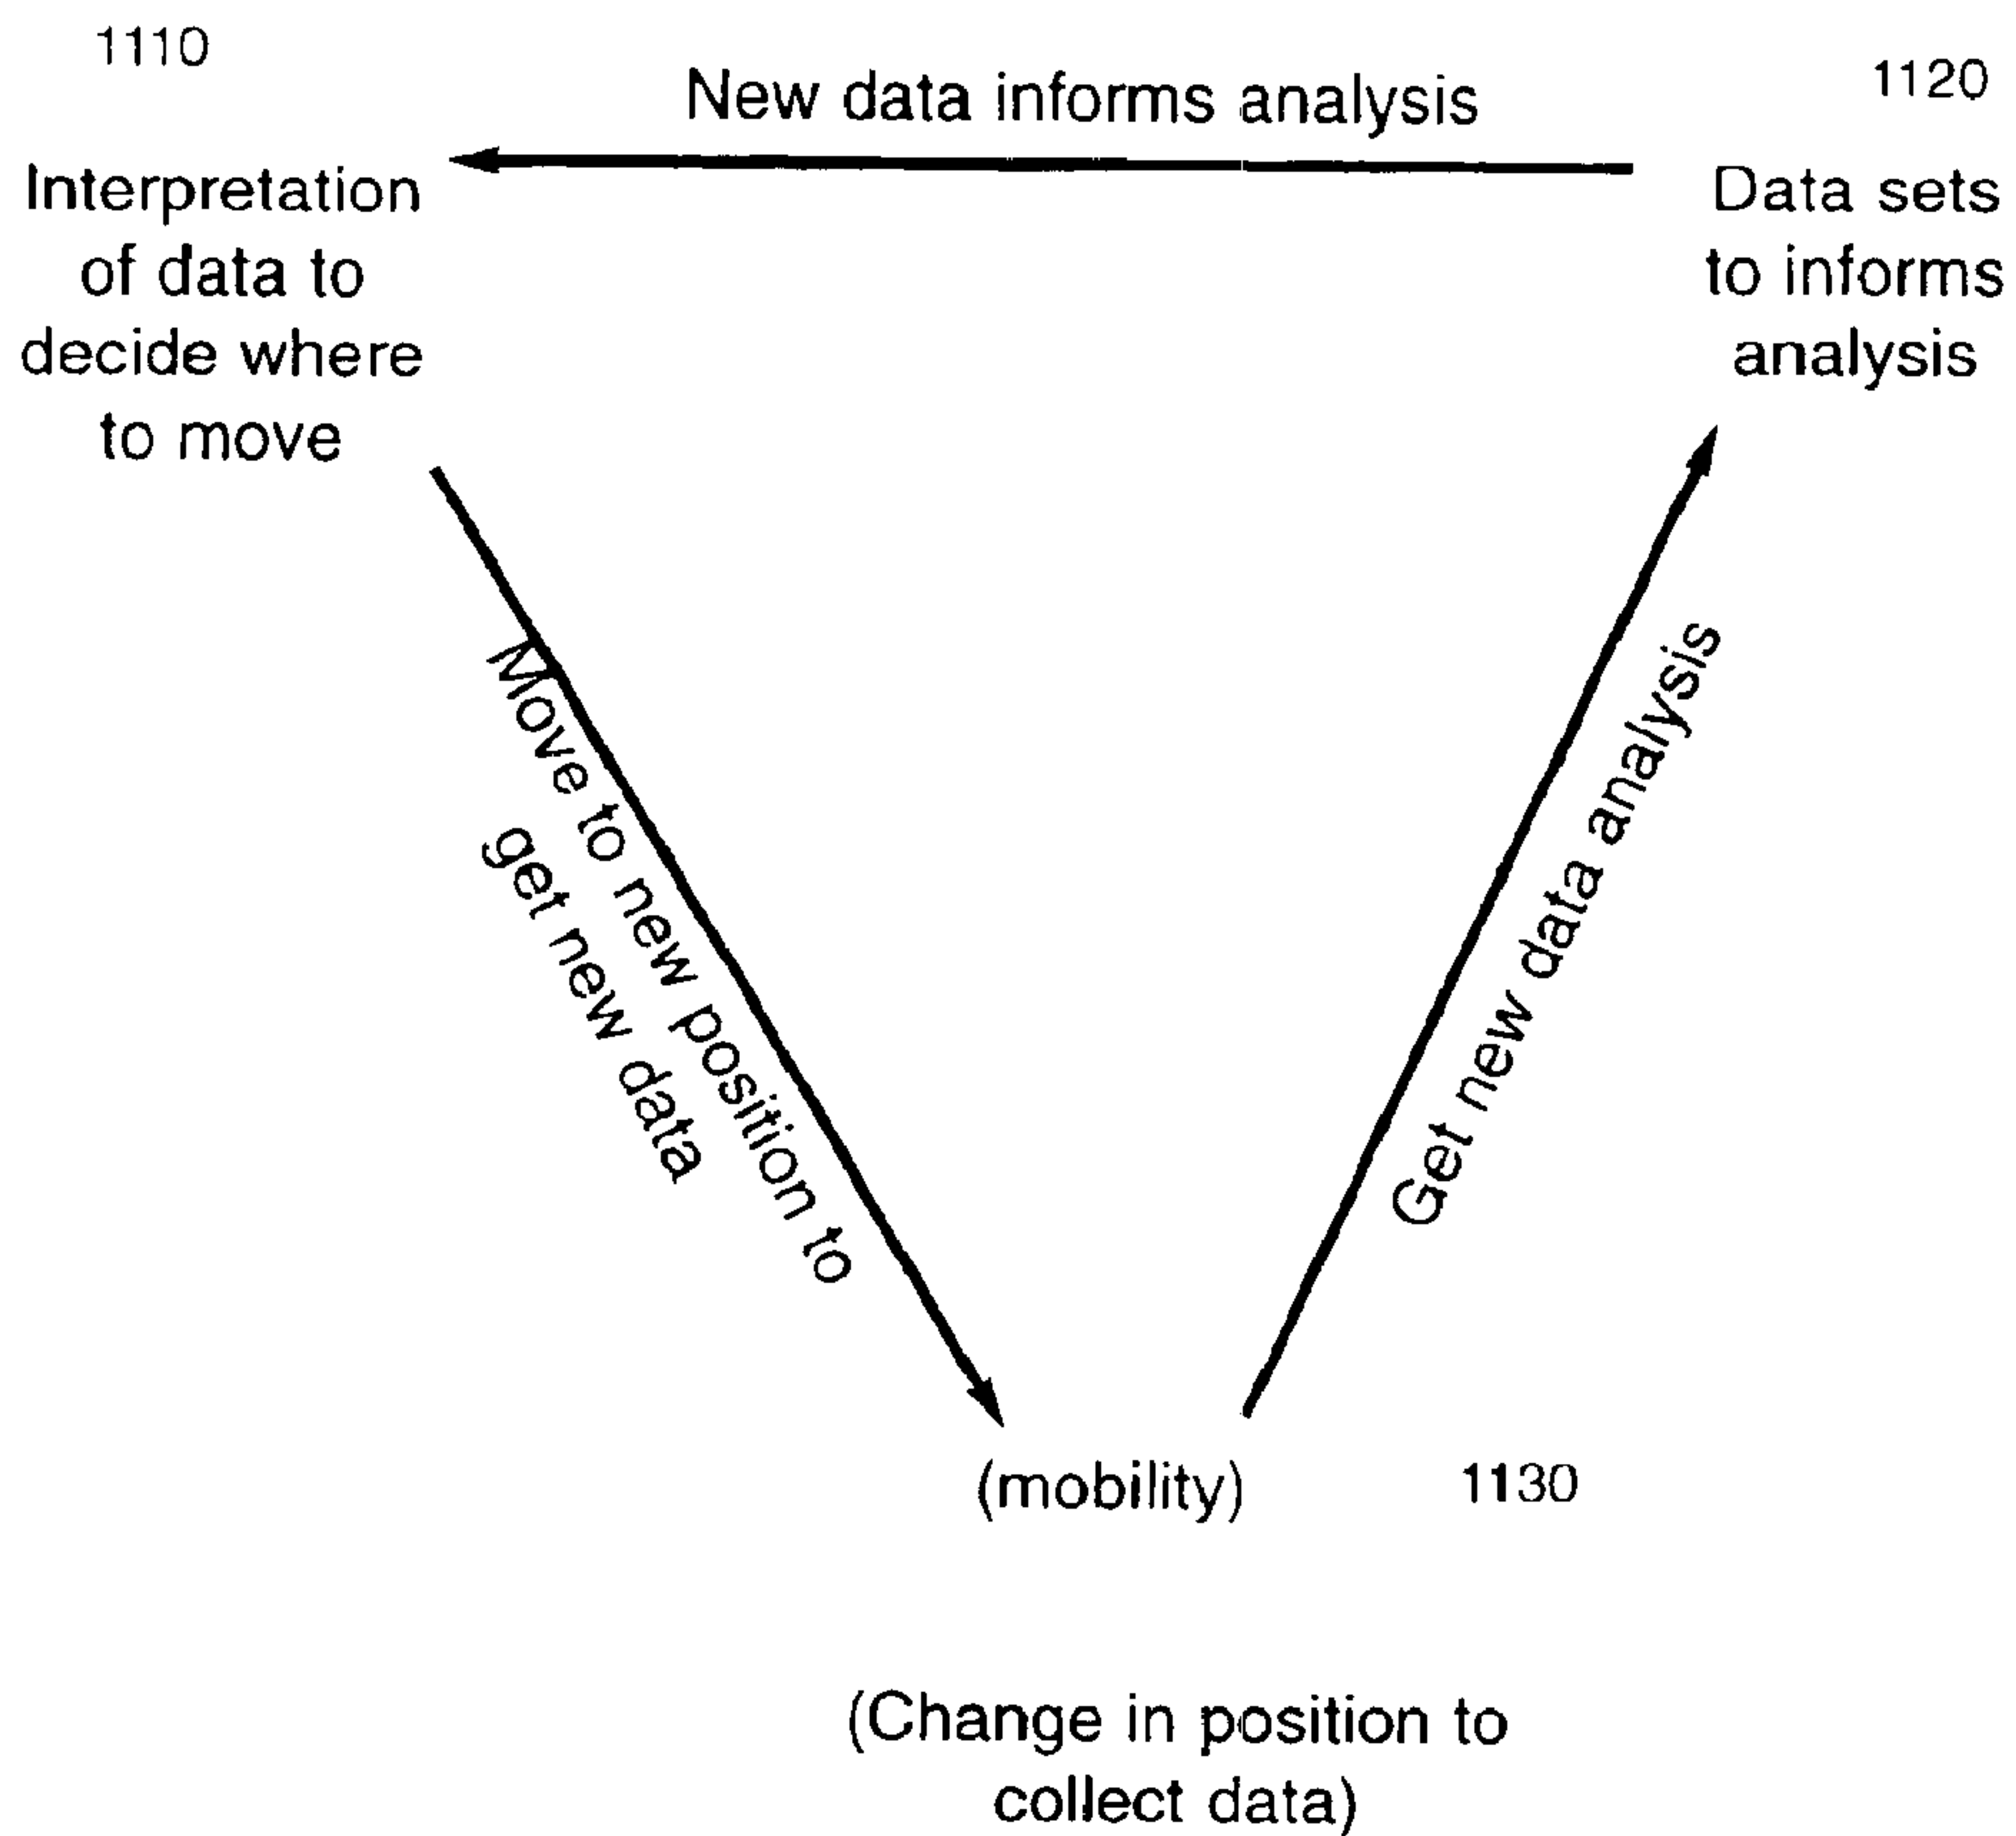 1110
New data informs analysis
1120
Interpretation
of data to
decide where
to move
Data sets
to informs
analysis
Move to new position to
get new data
Get new data analysis
(mobility)
1130
(Change in position to
collect data)